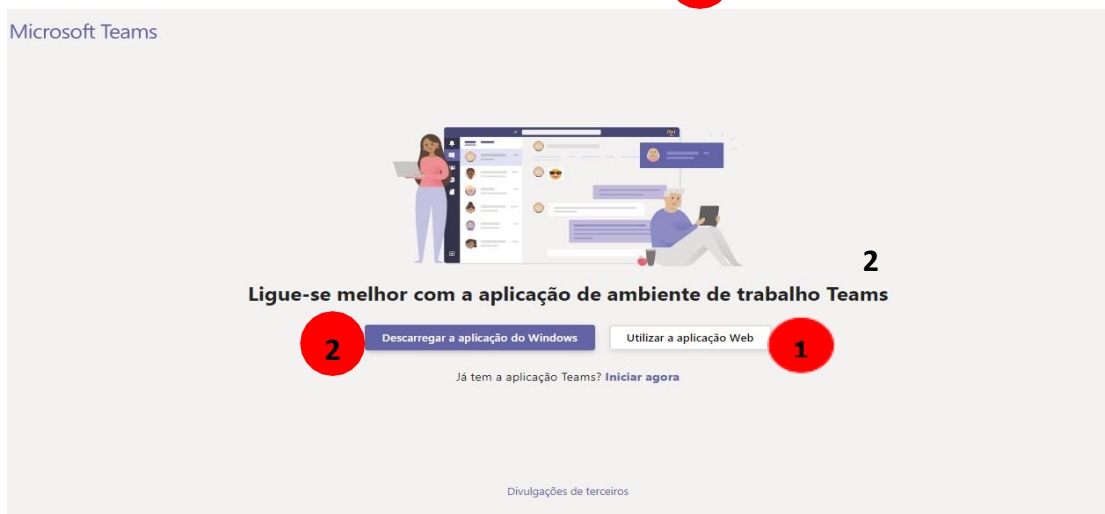 Microsoft Teams
2
Ligue-se melhor com a aplicação de ambiente de trabalho Teams
2 Descarregar a aplicação do Windows Utilizar a aplicação Web 1
Já tem a aplicação Teams? Iniciar agora
Divulgações de terceiros